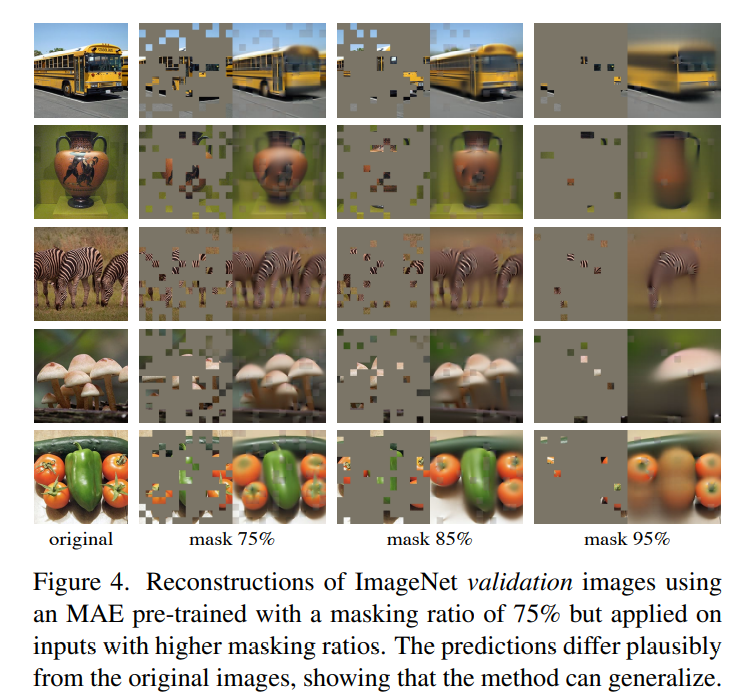 original
mask 75%
mask 85%
mask 95%
Figure 4. Reconstructions of ImageNet validation images using
an MAE pre-trained with a masking ratio of 75% but applied on
inputs with higher masking ratios. The predictions differ plausibly
from the original images, showing that the method can generalize.